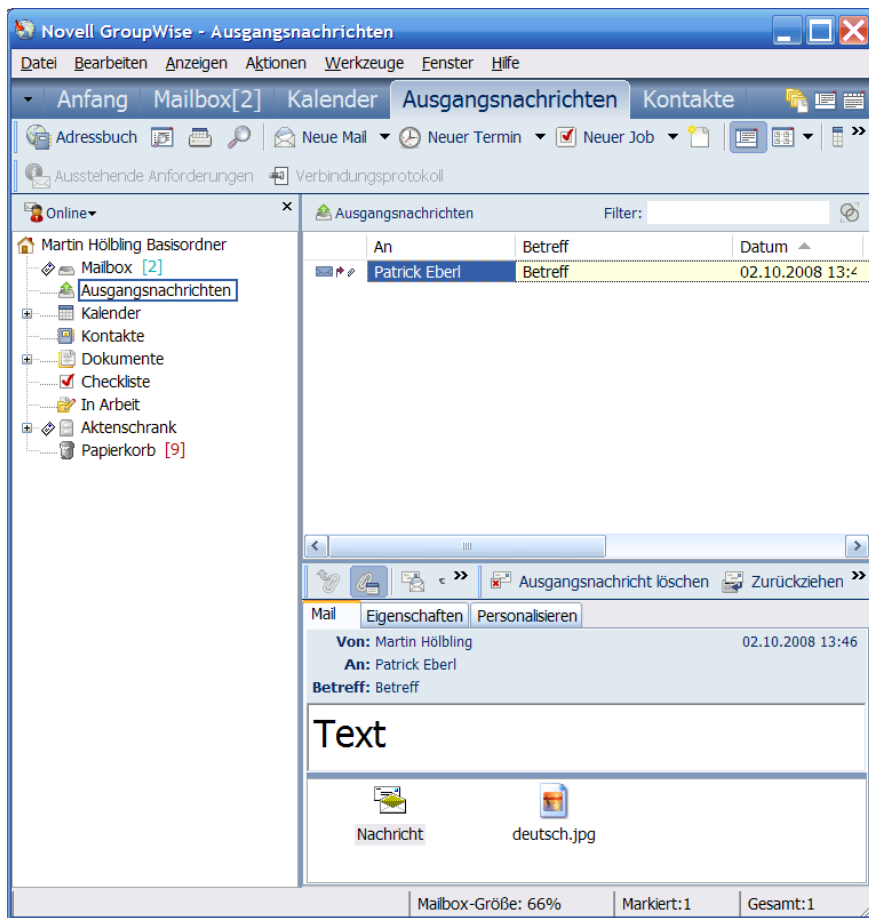 Novell GroupWise - Ausgangsnachrichten
Datei Bearbeiten Anzeigen Aktionen Werkzeuge Fenster Hilfe
Anfang Mailbox[2] Kalender Ausgangsnachrichten Kontakte
Adressbuch Neue Mail Neuer Termin Neuer Job
Ausstehende Anforderungen Verbindungsprotokoll
Online
Ausgangsnachrichten Filter:
Martin Hölbling Basisordner
Mailbox [2]
Ausgangsnachrichten
Kalender
Kontakte
Dokumente
Checkliste
In Arbeit
Aktenschrank
Papierkorb [9]
An Betreff Datum
Patrick Eberl Betreff 02.10.2008 13:4
Ausgangsnachricht löschen Zurückziehen
Mail Eigenschaften Personalisieren
Von: Martin Hölbling 02.10.2008 13:46
An: Patrick Eberl
Betreff: Betreff
Text
Nachricht deutsch.jpg
Mailbox-Größe: 66% Markiert:1 Gesamt:1